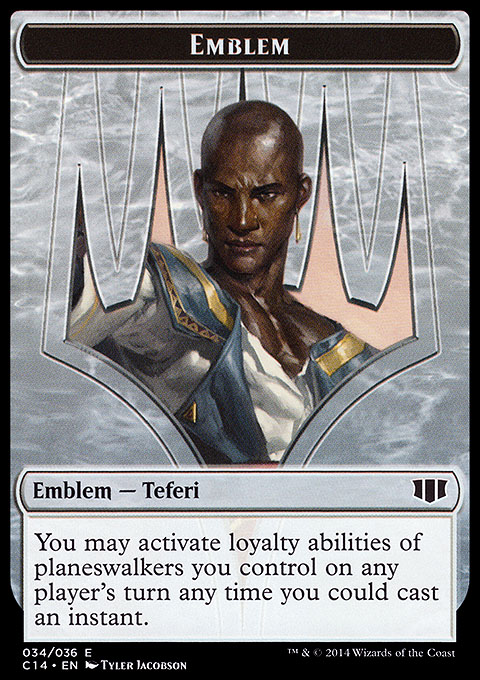 EMBLEM
Emblem — Teferi
You may activate loyalty abilities of
planeswalkers you control on any
player's turn any time you could cast
an instant.
034/036 E
C14 • EN TYLER JACOBSON
™ & © 2014 Wizards of the Coast